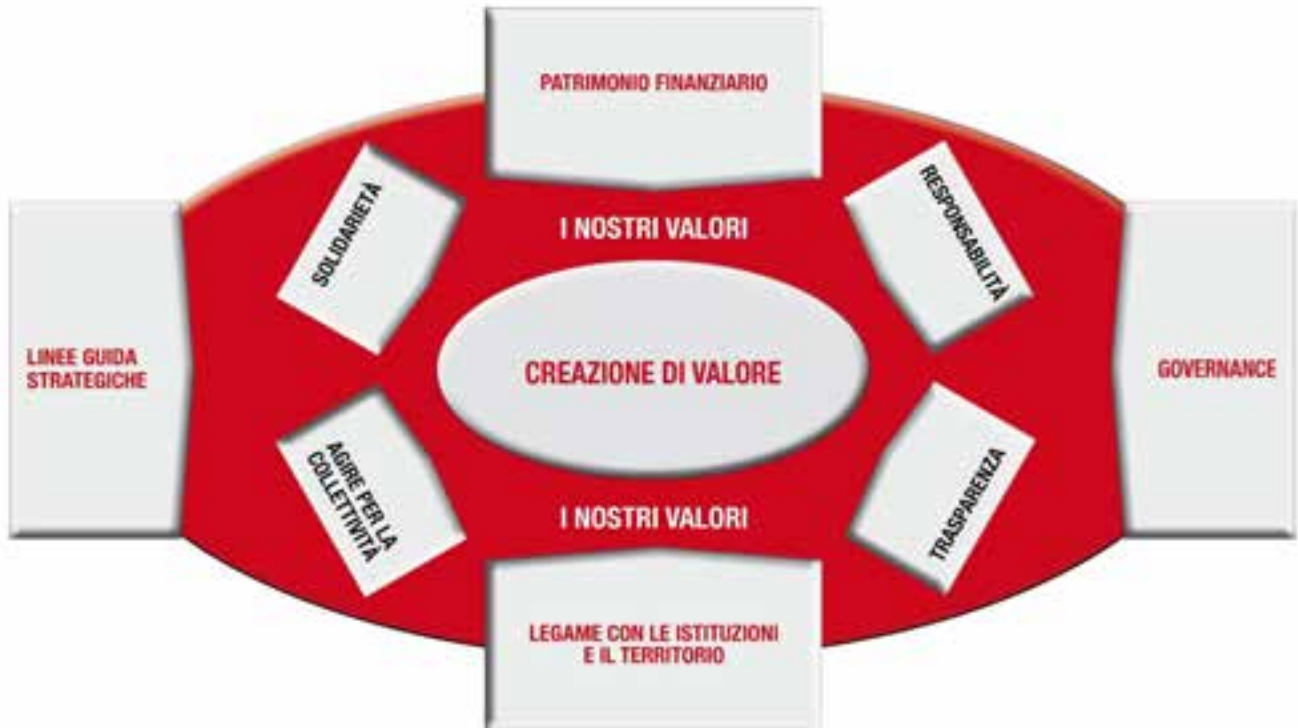 PATRIMONIO FINANZIARIO
SOLIDARIETÀ
RESPONSABILITÀ
I NOSTRI VALORI
LINEE GUIDA
STRATEGICHE
CREAZIONE DI VALORE
GOVERNANCE
AGIRE PER LA
COLLETTIVITÀ
TRASPARENZA
I NOSTRI VALORI
LEGAME CON LE ISTITUZIONI
E IL TERRITORIO